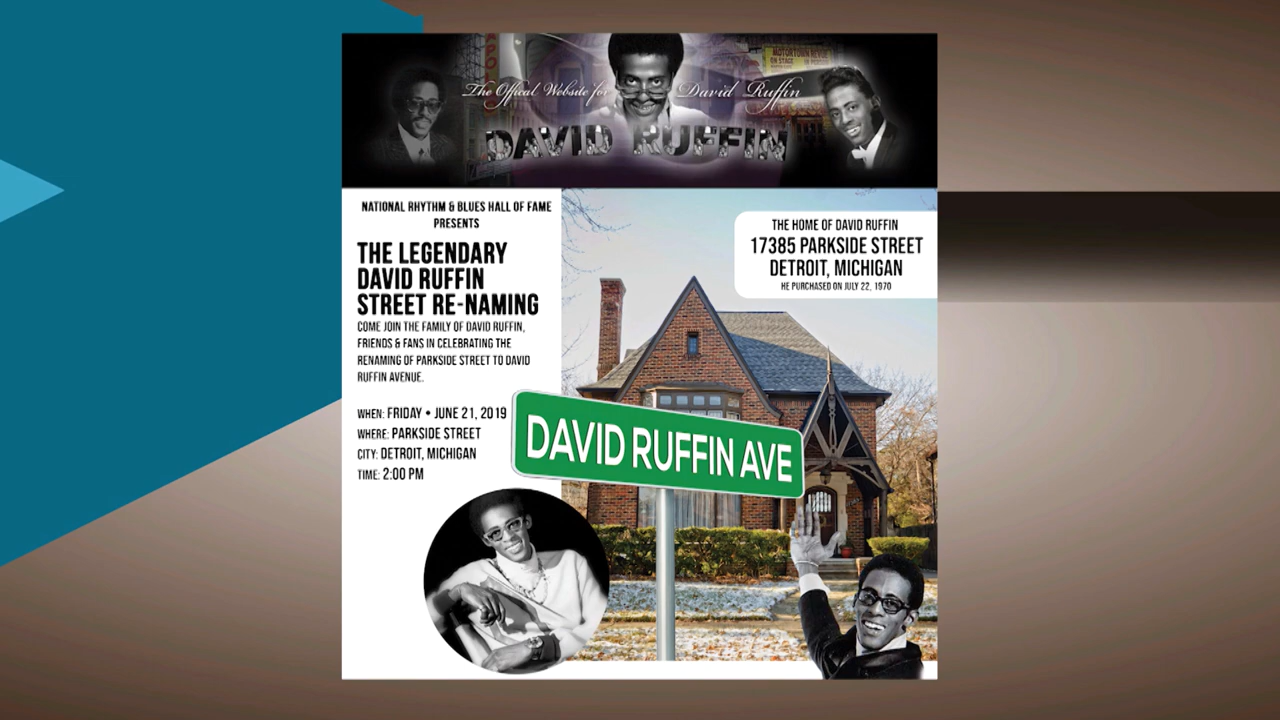 The Offical Website for David Ruffin
DAVID RUFFIN
MOTORTOWN REVUE
ON STAGE
NATIONAL RHYTHM & BLUES HALL OF FAME
PRESENTS
THE LEGENDARY
DAVID RUFFIN
STREET RE-NAMING
COME JOIN THE FAMILY OF DAVID RUFFIN,
FRIENDS & FANS IN CELEBRATING THE
RENAMING OF PARKSIDE STREET TO DAVID
RUFFIN AVENUE.
WHEN: FRIDAY • JUNE 21, 2019
WHERE: PARKSIDE STREET
CITY: DETROIT, MICHIGAN
TIME: 2:00 PM
THE HOME OF DAVID RUFFIN
17385 PARKSIDE STREET
DETROIT, MICHIGAN
HE PURCHASED ON JULY 22, 1970
DAVID RUFFIN AVE